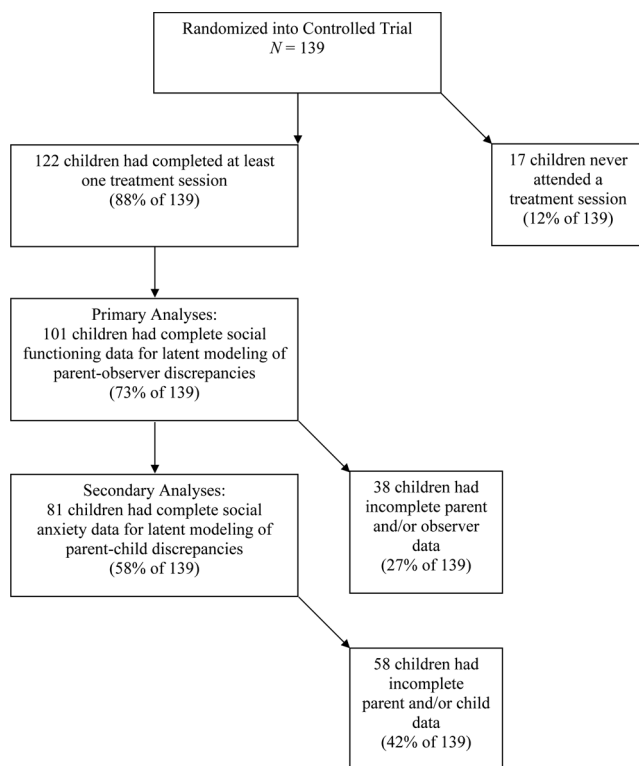 Randomized into Controlled Trial
N = 139
122 children had completed at least
one treatment session
(88% of 139)
17 children never
attended a
treatment session
(12% of 139)
Primary Analyses:
101 children had complete social
functioning data for latent modeling of
parent-observer discrepancies
(73% of 139)
Secondary Analyses:
81 children had complete social
anxiety data for latent modeling of
parent-child discrepancies
(58% of 139)
38 children had
incomplete parent
and/or observer
data
(27% of 139)
58 children had
incomplete
parent and/or child
data
(42% of 139)